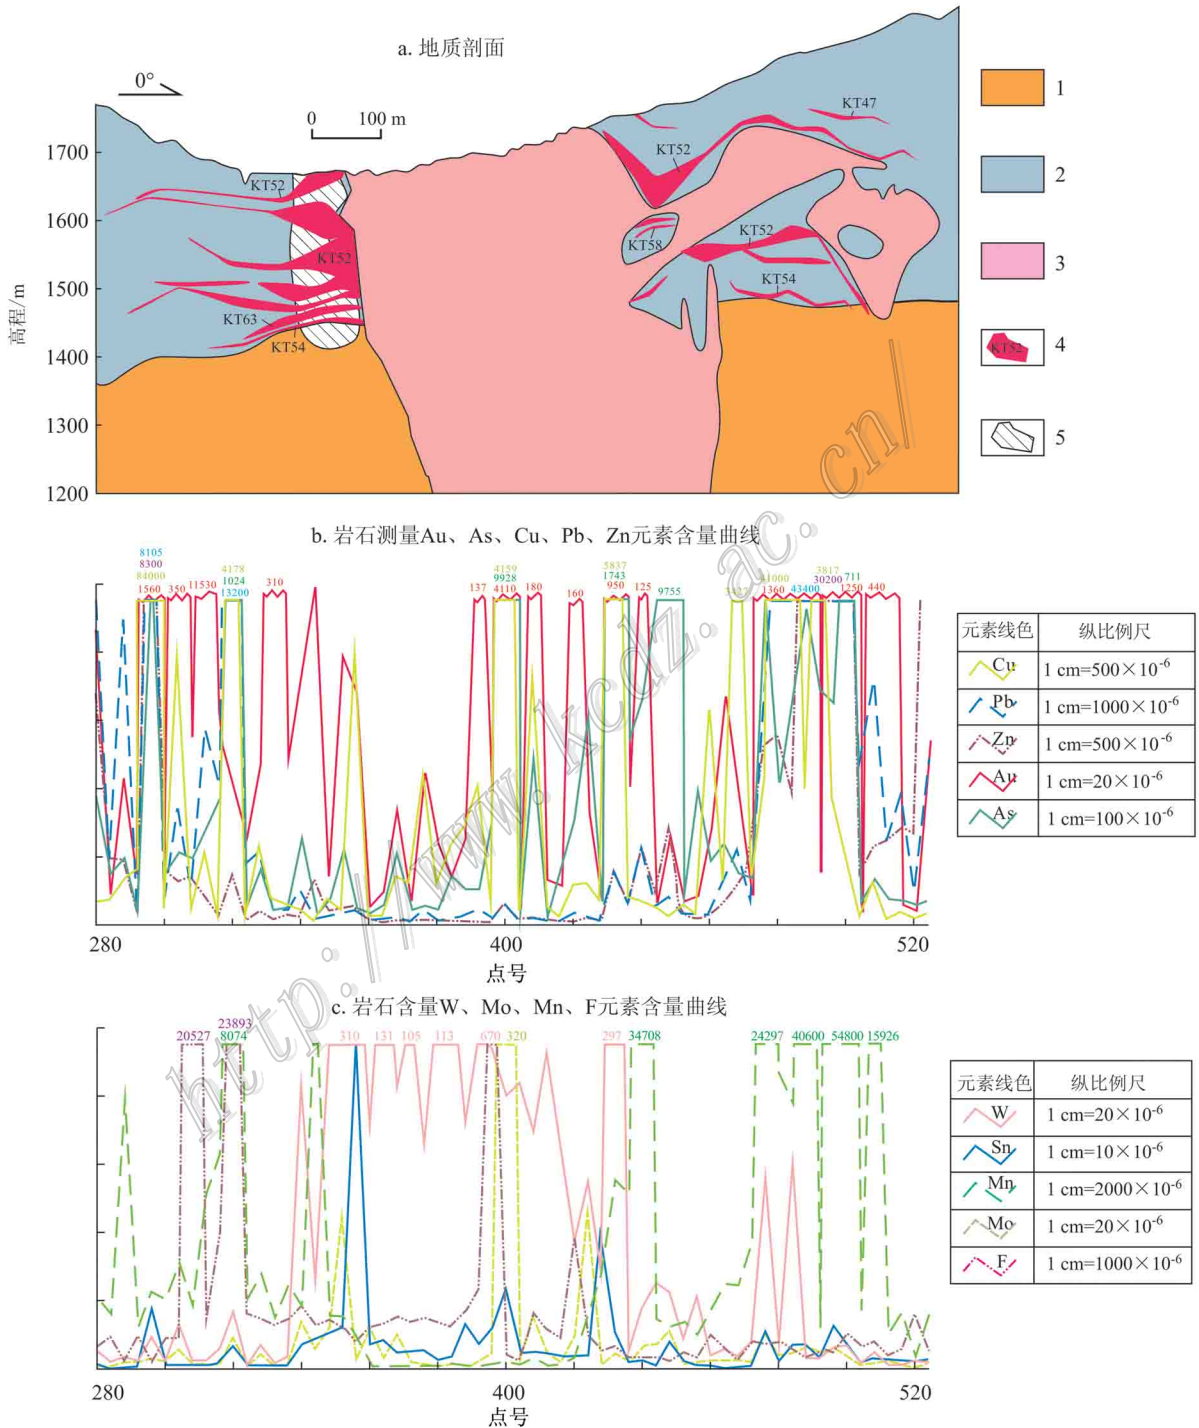 a. 地质剖面
0°
0 100 m
高程/m
1700
1600
1500
1400
1300
1200
KT52
KT52
KT63
KT54
KT47
KT52
KT58
KT52
KT54
1
2
3
KT52 4
5
b. 岩石测量Au、As、Cu、Pb、Zn元素含量曲线
8105
8300
84000
1560
350
11530
4178
1024
13200
310
137
4159
9928
4110
180
160
5837
1743
950
125
9755
3427
41000
1360
43400
3817
30200
711
1250
440
280 400 520
点号
元素线色 纵比例尺
Cu 1 cm=500×10-6
Pb 1 cm=1000×10-6
Zn 1 cm=500×10-6
Au 1 cm=20×10-6
As 1 cm=100×10-6
c. 岩石含量W、Mo、Mn、F元素含量曲线
20527
23893
8074
310
131
105
113
670
320
297
34708
24297
40600
54800
15926
280 400 520
点号
元素线色 纵比例尺
W 1 cm=20×10-6
Sn 1 cm=10×10-6
Mn 1 cm=2000×10-6
Mo 1 cm=20×10-6
F 1 cm=1000×10-6
http://www.kcdz.ac.cn/